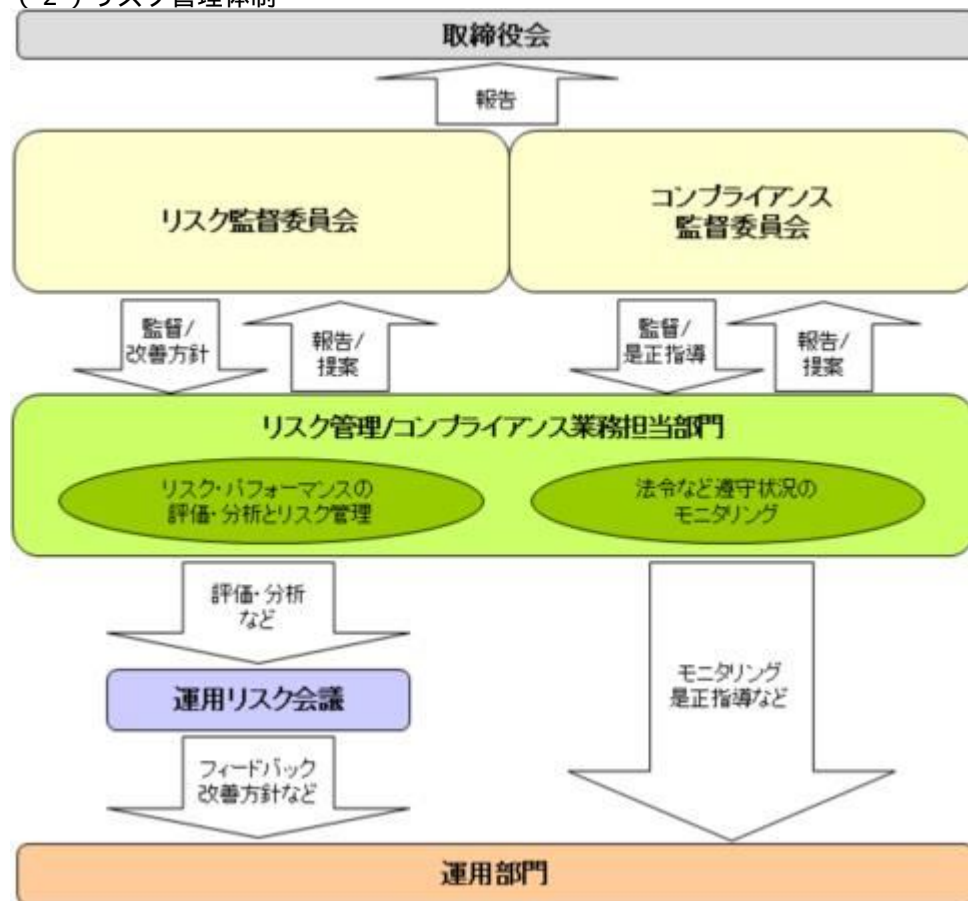 (2)リスク管理体制
取締役会
報告
リスク監督委員会
コンプライアンス
監督委員会
監督/
改善方針
報告/
提案
監督/
是正指導
報告/
提案
リスク管理/コンプライアンス業務担当部門
リスク・パフォーマンスの
評価・分析とリスク管理
法令など遵守状況の
モニタリング
評価・分析
など
運用リスク会議
モニタリング
是正指導など
フィードバック
改善方針など
運用部門